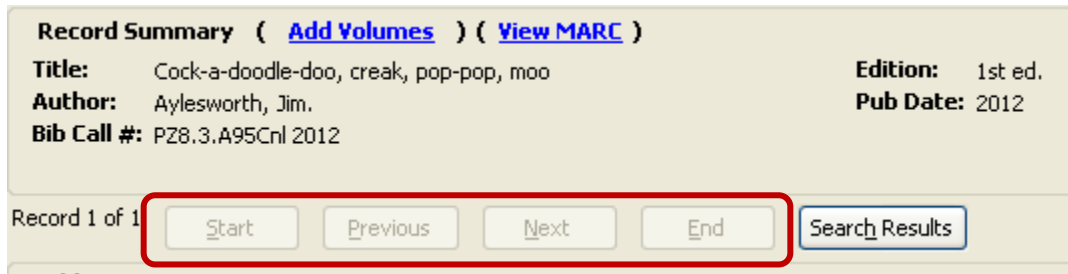 Record Summary ( Add Volumes ) ( View MARC )
Title: Cock-a-doodle-doo, creak, pop-pop, moo Edition: 1st ed.
Author: Aylesworth, Jim. Pub Date: 2012
Bib Call #: PZ8.3.A95Cnl 2012
Record 1 of 1 Start Previous Next End Search Results